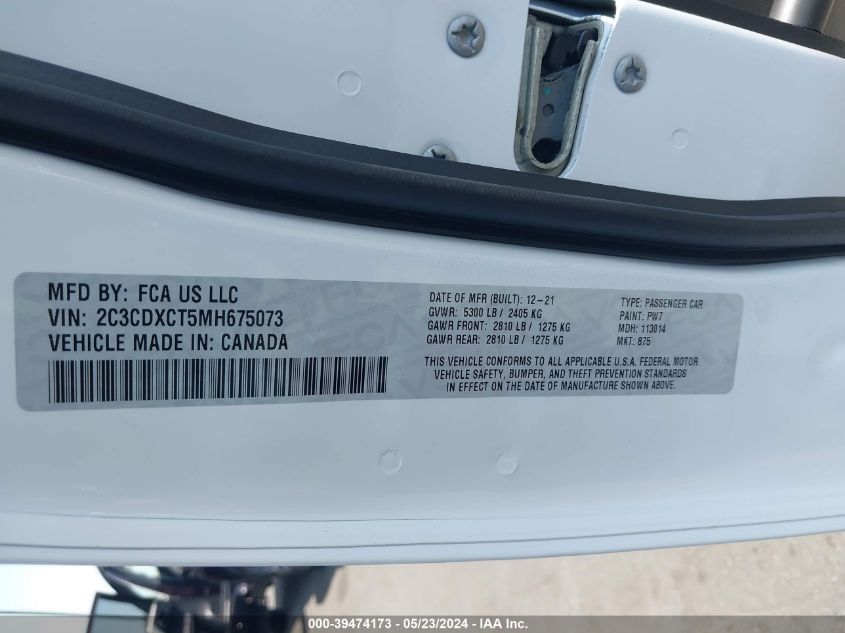 MFD BY: FCA US LLC
VIN: 2C3CDXCT5MH675073
VEHICLE MADE IN: CANADA
DATE OF MFR (BUILT): 12-21
GVWR: 5300 LB / 2405 KG
GAWR FRONT: 2810 LB / 1275 KG
GAWR REAR: 2810 LB / 1275 KG
TYPE: PASSENGER CAR
PAINT: PW7
MDH: 113014
MKT: 875
THIS VEHICLE CONFORMS TO ALL APPLICABLE U.S.A. FEDERAL MOTOR
VEHICLE SAFETY, BUMPER, AND THEFT PREVENTION STANDARDS
IN EFFECT ON THE DATE OF MANUFACTURE SHOWN ABOVE.
000-39474173 - 05/23/2024 - IAA Inc.